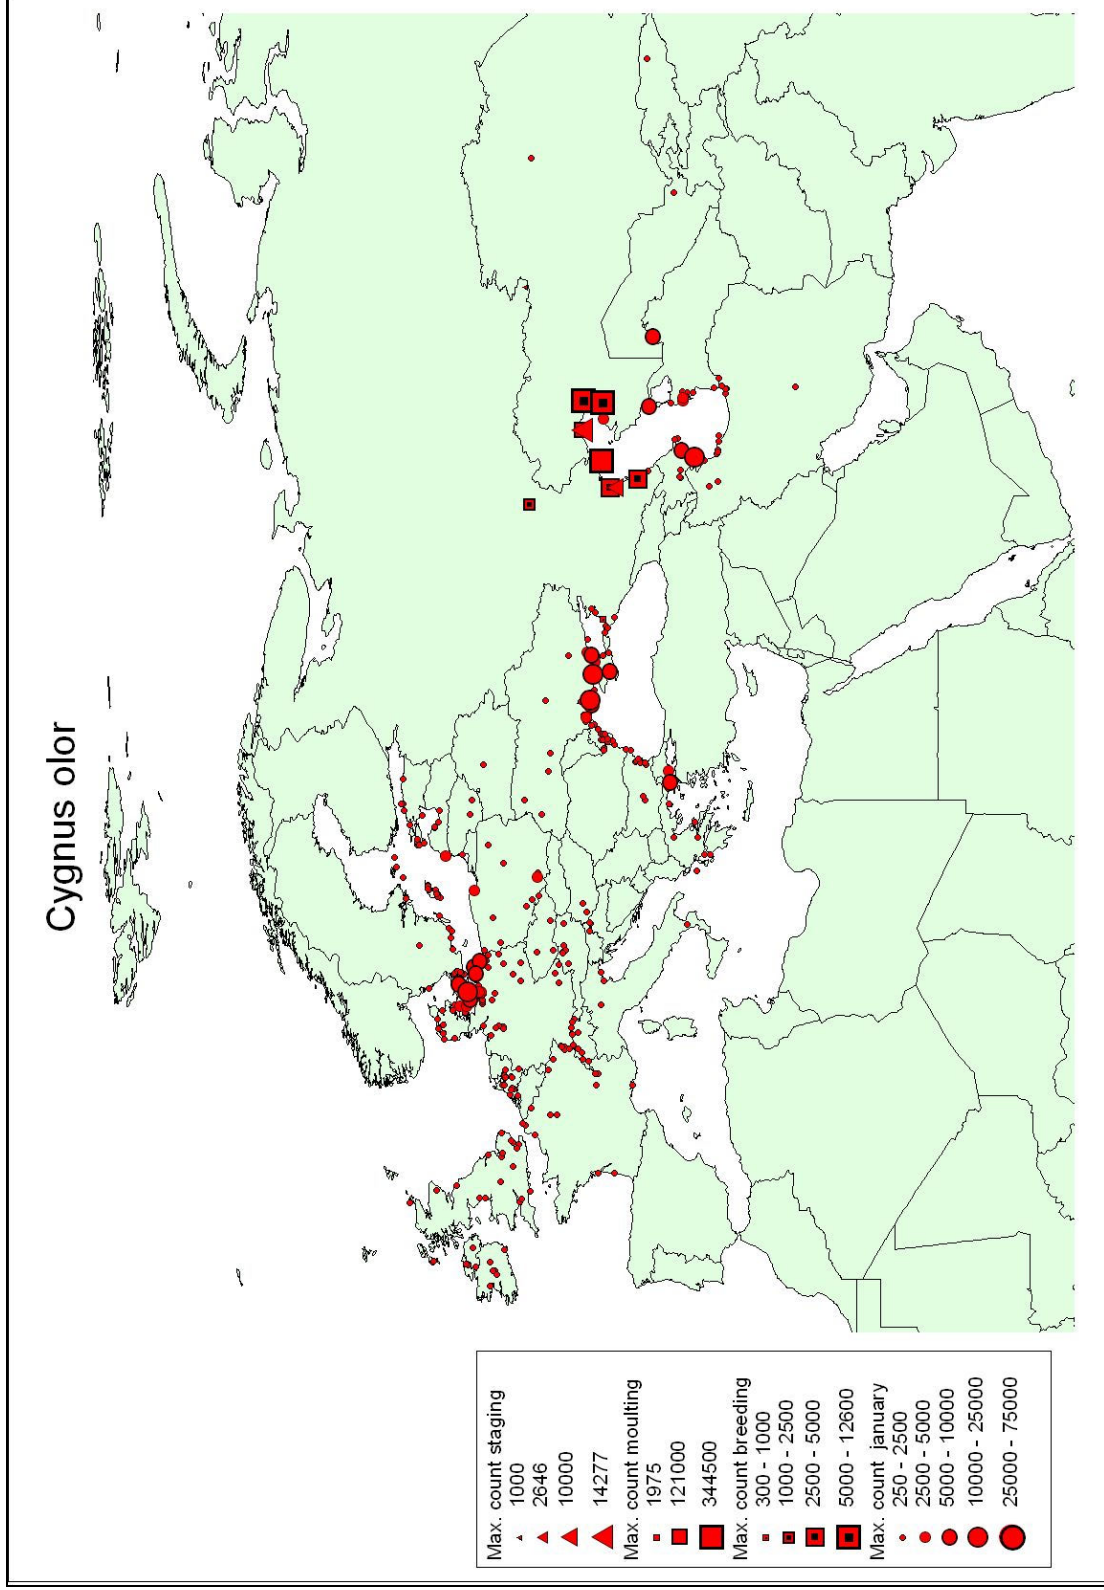 Cygnus olor
Max. count staging
1000
2646
10000
14277
Max. count moulting
1975
121000
344500
Max. count breeding
300 - 1000
1000 - 2500
2500 - 5000
5000 - 12600
Max. count january
250 - 2500
2500 - 5000
5000 - 10000
10000 - 25000
25000 - 75000